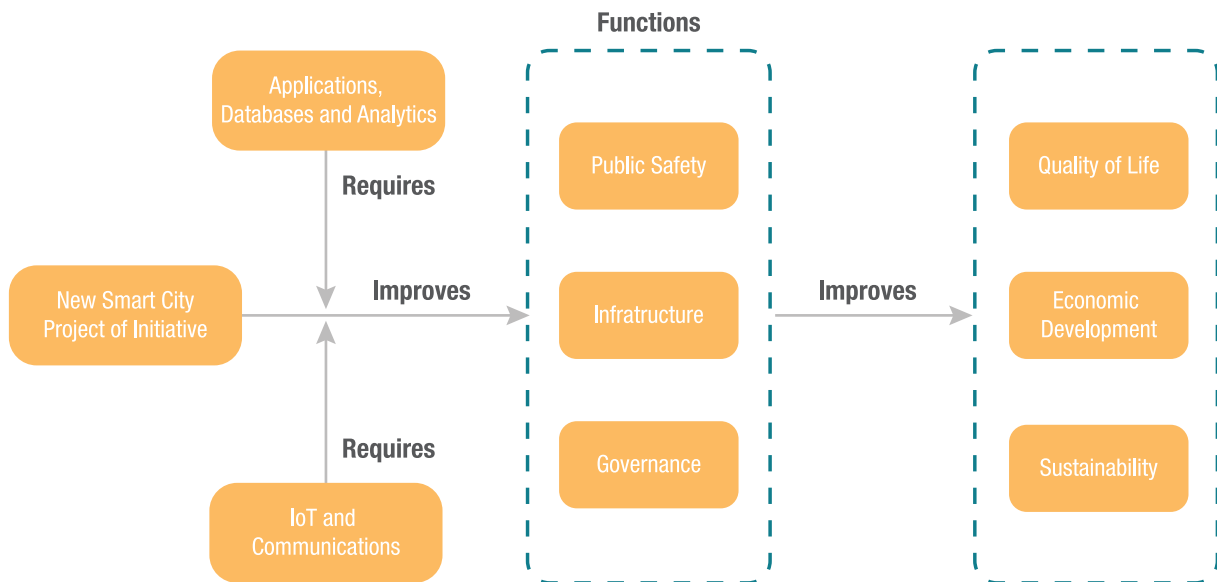 Functions
Applications,
Databases and Analytics
Requires
Public Safety
Quality of Life
New Smart City
Project of Initiative
Improves
Infratructure
Improves
Economic
Development
Requires
Governance
Sustainability
IoT and
Communications